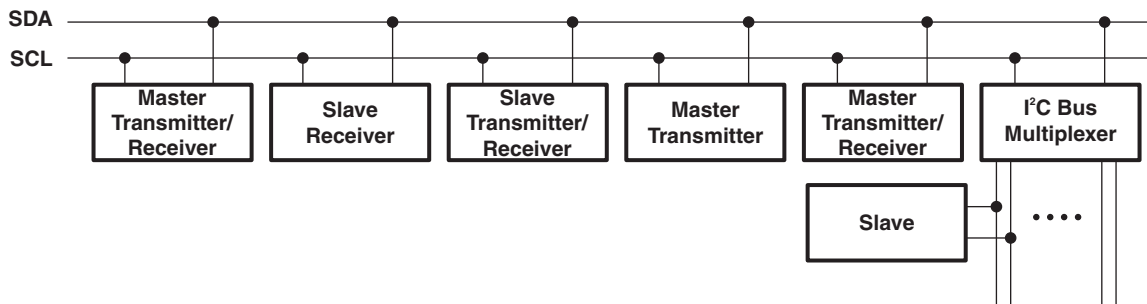 SDA
SCL
Master
Transmitter/
Receiver
Slave
Receiver
Slave
Transmitter/
Receiver
Master
Transmitter
Master
Transmitter/
Receiver
I²C Bus
Multiplexer
Slave